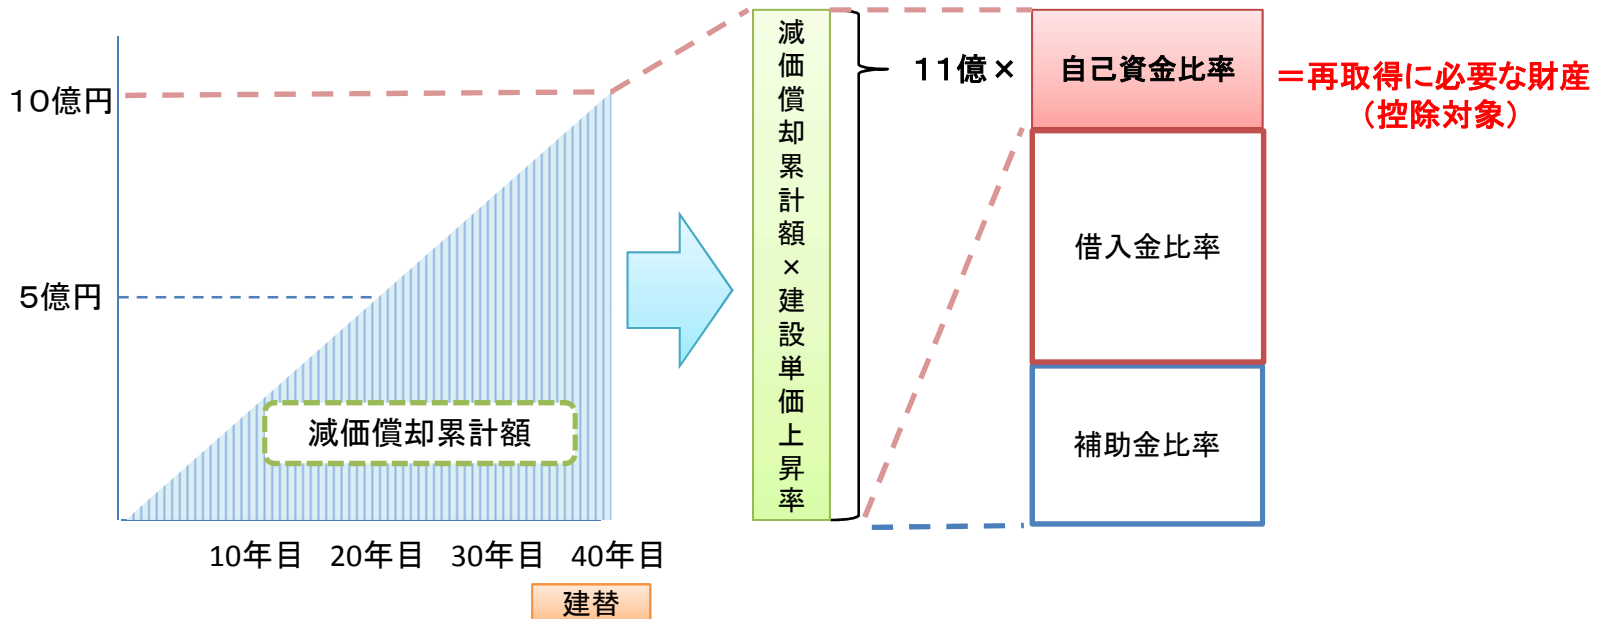 10億円
5億円
減価償却累計額
10年目 20年目 30年目 40年目
建替
減価償却累計額×建設単価上昇率
11億×
自己資金比率
借入金比率
補助金比率
=再取得に必要な財産
(控除対象)